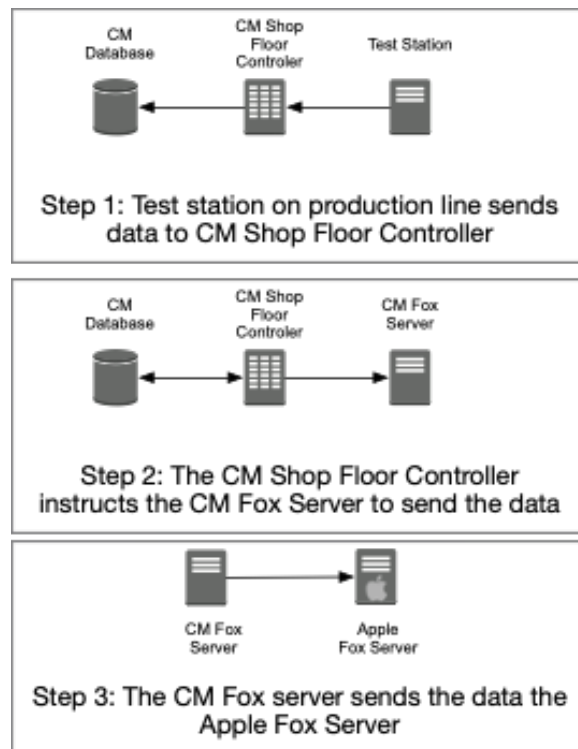 CM
Database
CM Shop
Floor
Controler
Test Station
Step 1: Test station on production line sends
data to CM Shop Floor Controller
CM
Database
CM Shop
Floor
Controler
CM Fox
Server
Step 2: The CM Shop Floor Controller
instructs the CM Fox Server to send the data
CM Fox
Server
Apple
Fox Server
Step 3: The CM Fox server sends the data the
Apple Fox Server